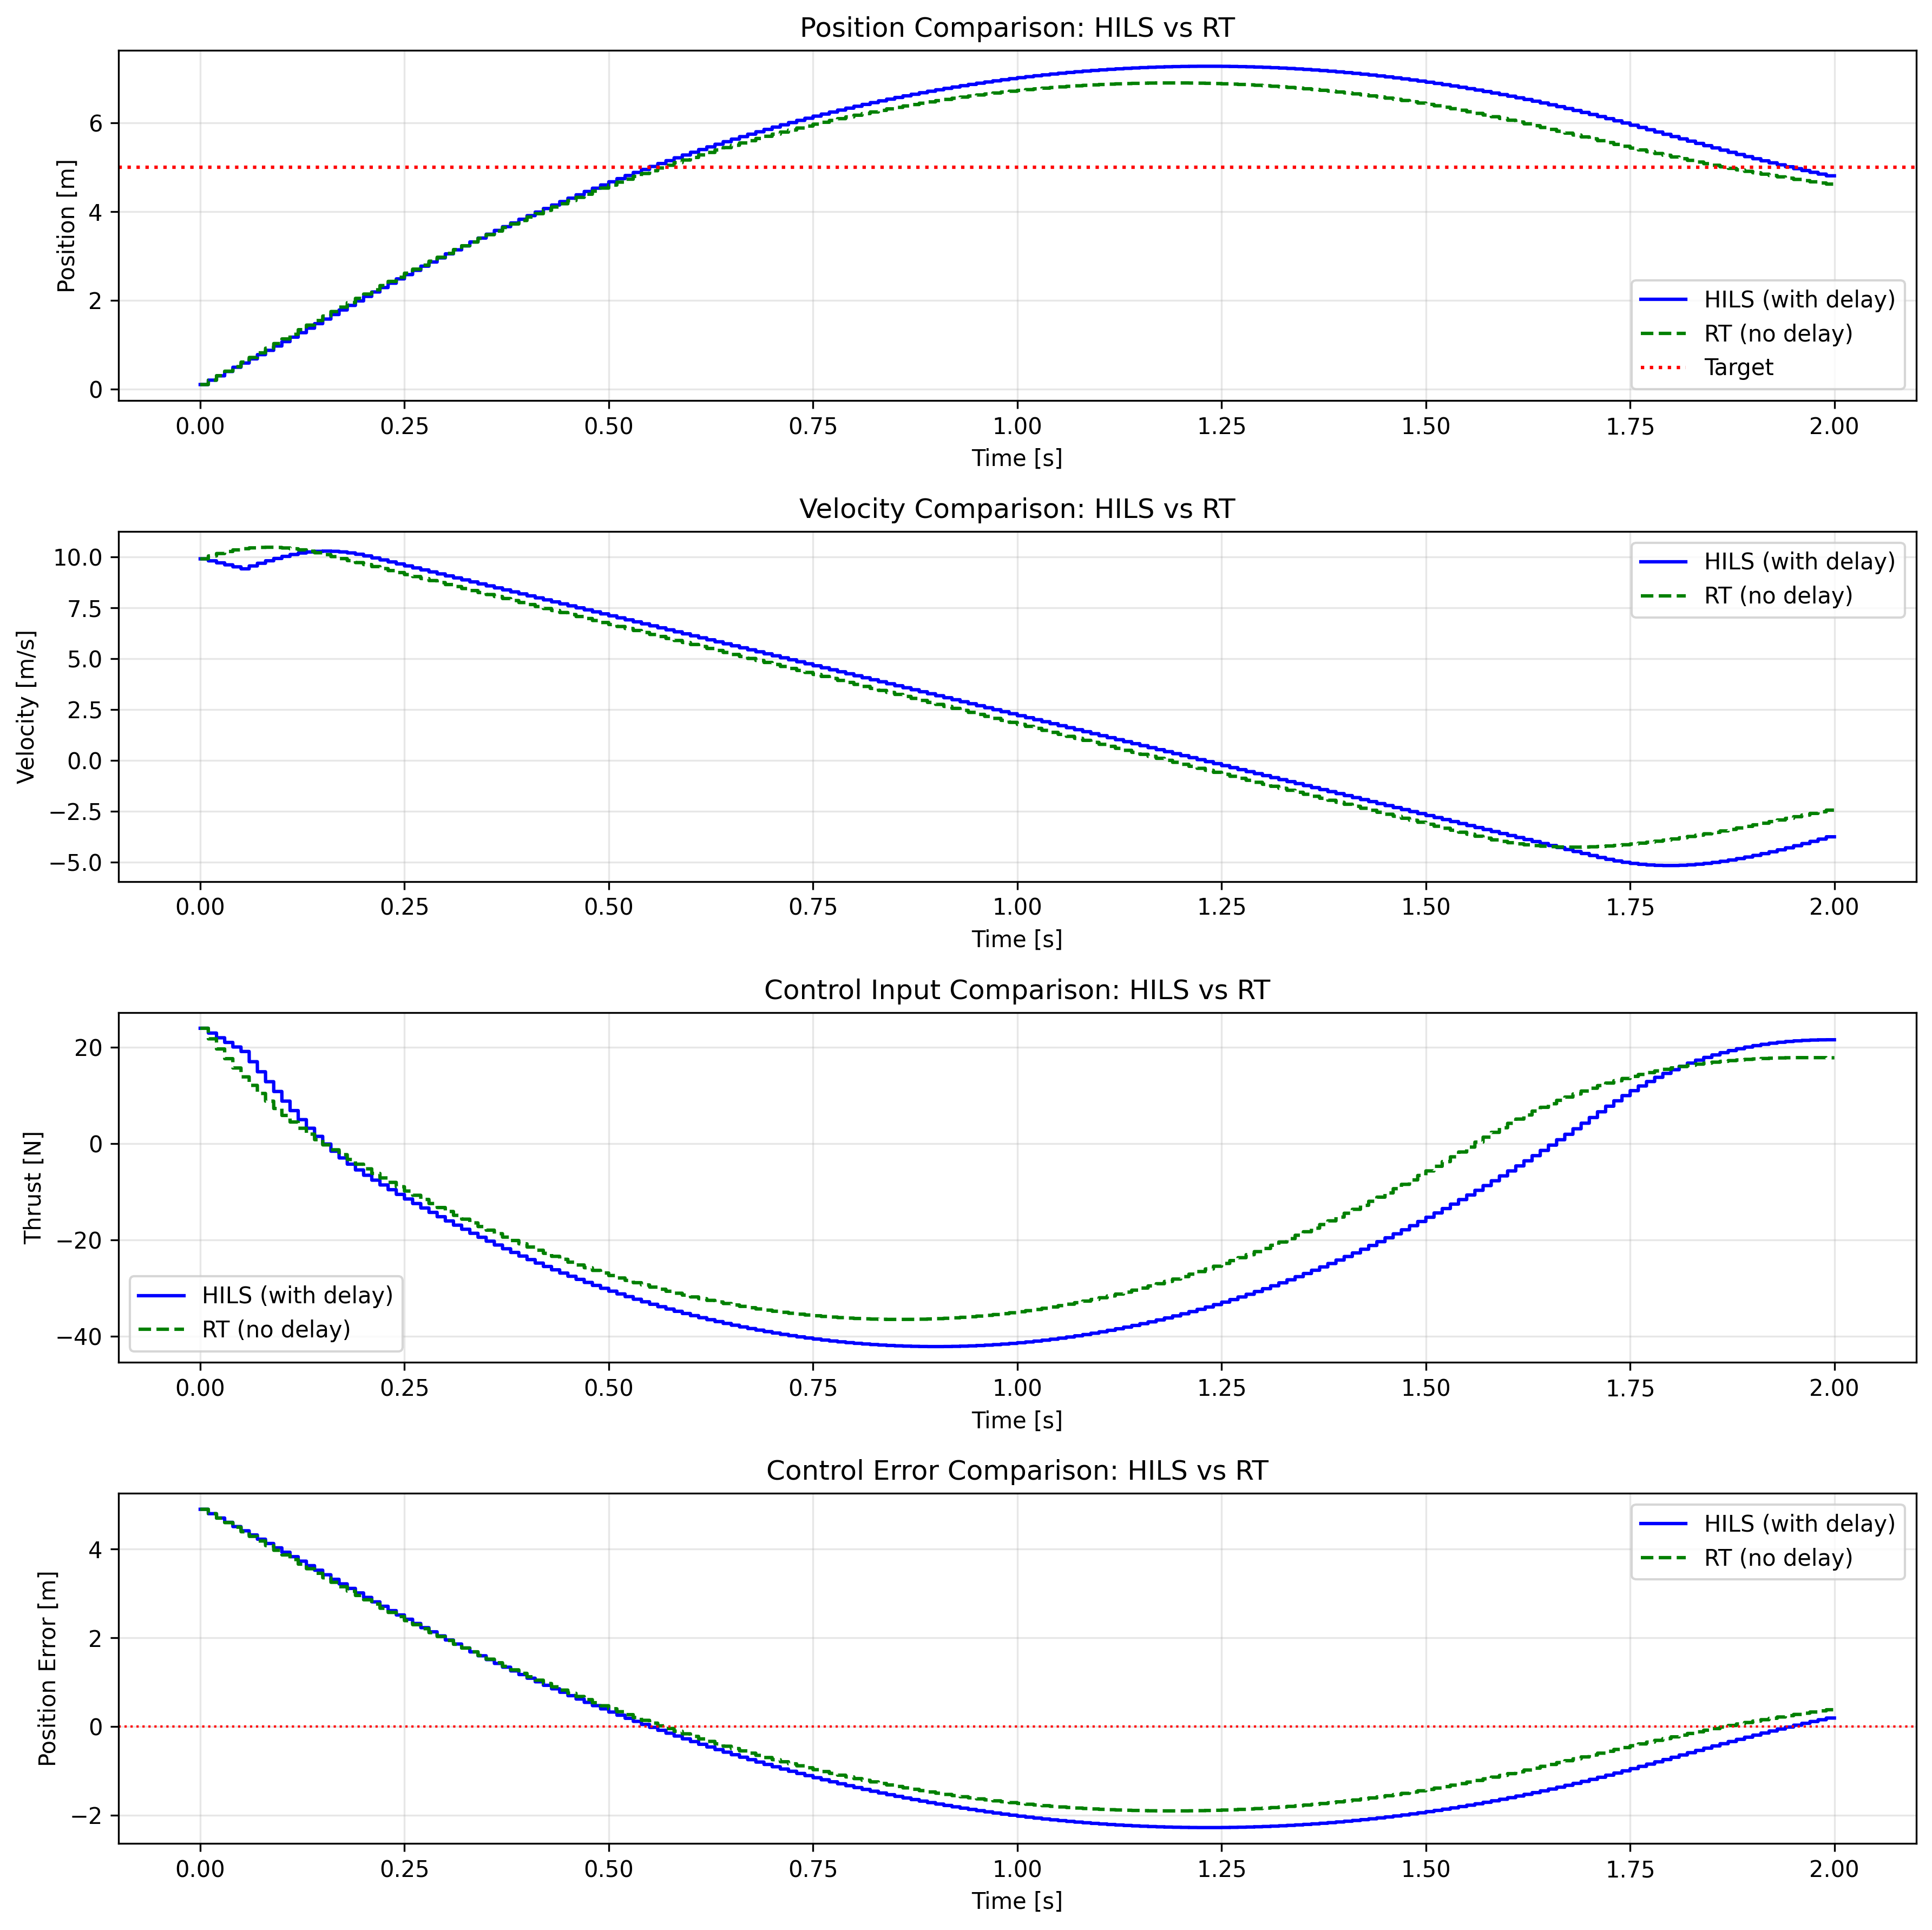 Position Comparison: HILS vs RT
Position [m]
6
4
2
0
HILS (with delay)
RT (no delay)
Target
0.00 0.25 0.50 0.75 1.00 1.25 1.50 1.75 2.00
Time [s]
Velocity Comparison: HILS vs RT
Velocity [m/s]
10.0
7.5
5.0
2.5
0.0
−2.5
−5.0
HILS (with delay)
RT (no delay)
0.00 0.25 0.50 0.75 1.00 1.25 1.50 1.75 2.00
Time [s]
Control Input Comparison: HILS vs RT
Thrust [N]
20
0
−20
−40
HILS (with delay)
RT (no delay)
0.00 0.25 0.50 0.75 1.00 1.25 1.50 1.75 2.00
Time [s]
Control Error Comparison: HILS vs RT
Position Error [m]
4
2
0
−2
HILS (with delay)
RT (no delay)
0.00 0.25 0.50 0.75 1.00 1.25 1.50 1.75 2.00
Time [s]